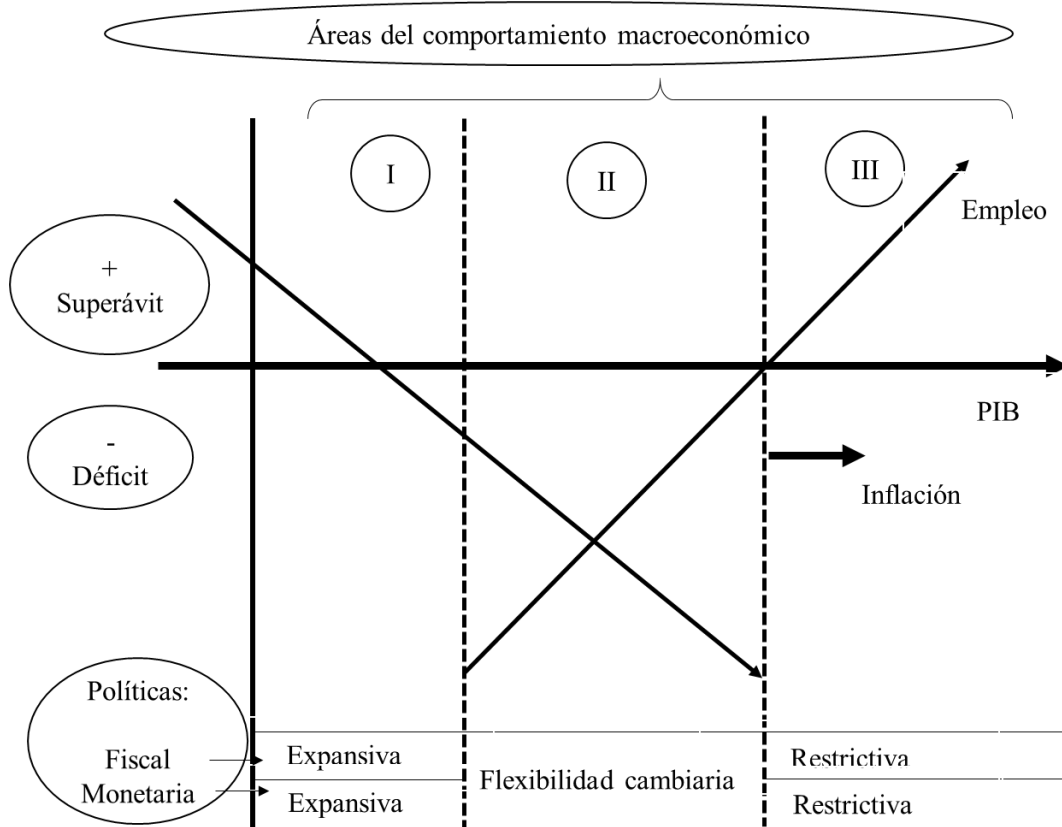 Áreas del comportamiento macroeconómico
I
II
III
Empleo
+
Superávit
PIB
-
Déficit
Inflación
Políticas:
Fiscal
Monetaria
Expansiva
Expansiva
Flexibilidad cambiaria
Restrictiva
Restrictiva